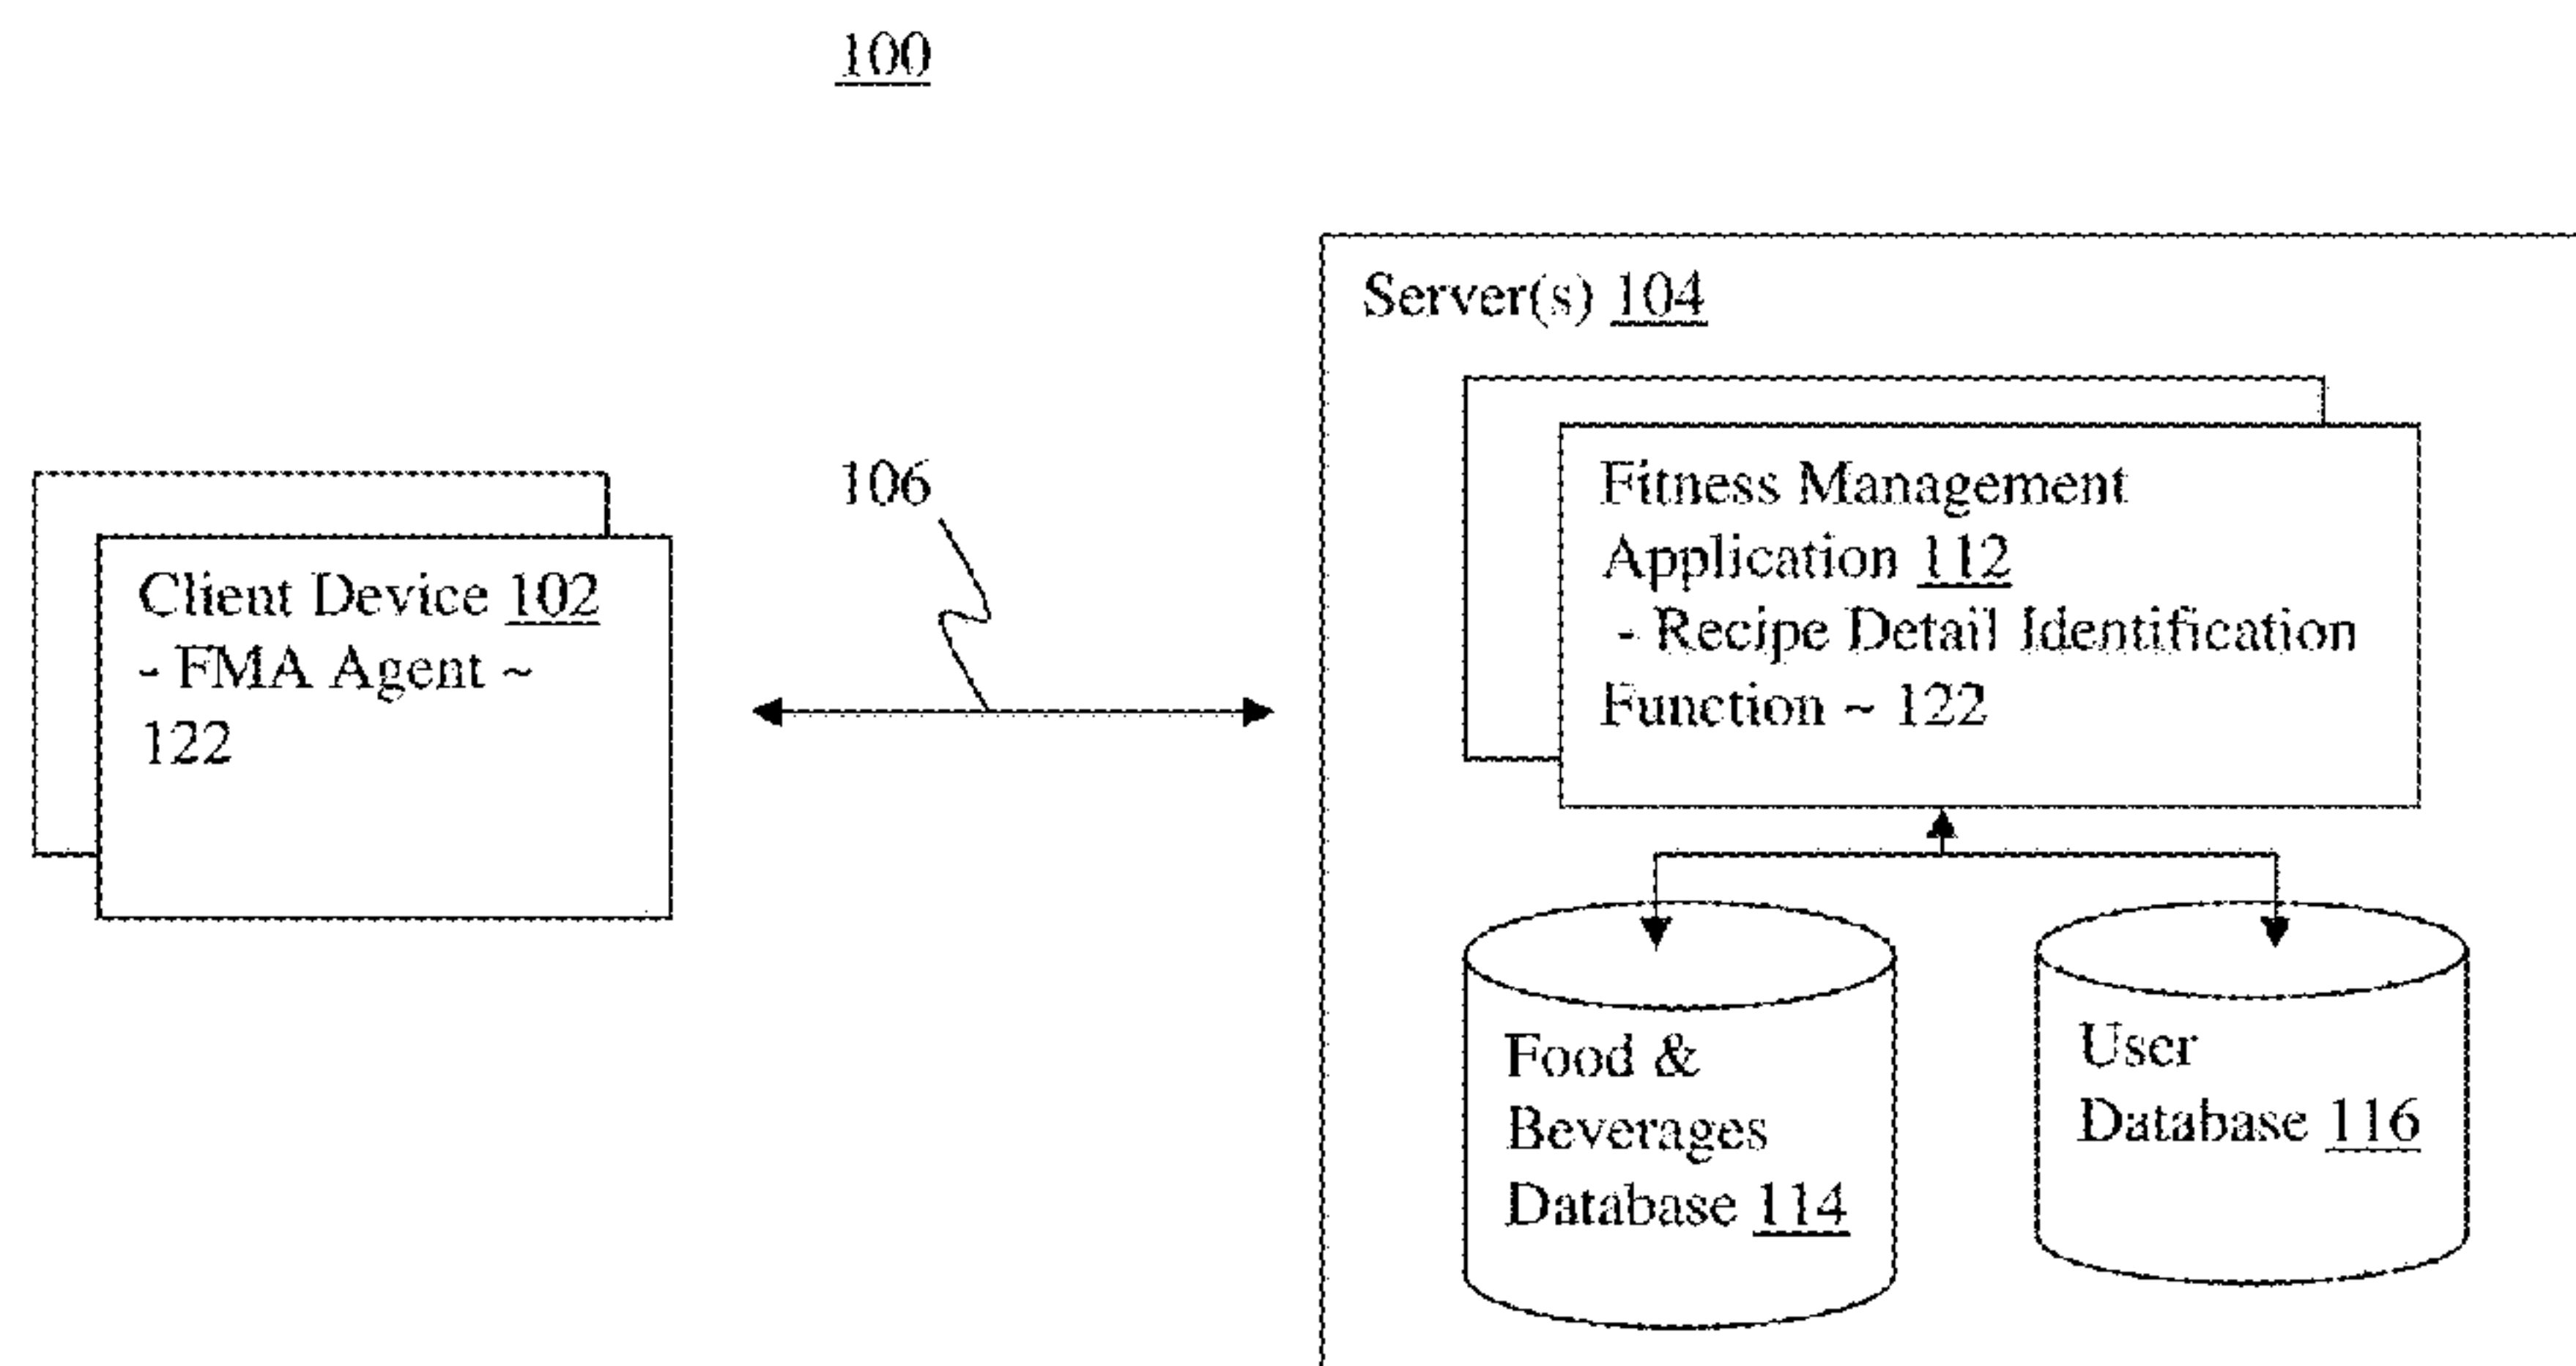 100
Server(s) 104
Fitness Management
Application 112
- Recipe Detail Identification
Function ~ 122
106
Client Device 102
- FMA Agent ~
122
Food &
Beverages
Database 114
User
Database 116